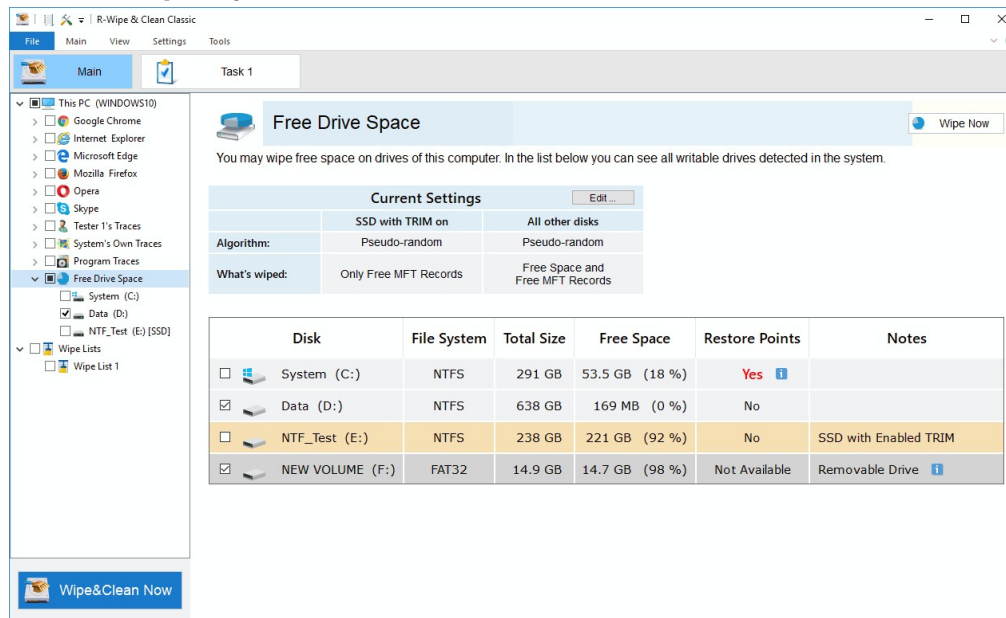 R-Wipe & Clean Classic
File Main View Settings Tools
Main Task 1
This PC (WINDOWS10)
Google Chrome
Internet Explorer
Microsoft Edge
Mozilla Firefox
Opera
Skype
Tester 1's Traces
System's Own Traces
Program Traces
Free Drive Space
System (C:)
Data (D:)
NTF_Test (E:) [SSD]
Wipe Lists
Wipe List 1
Wipe&Clean Now
Free Drive Space
Wipe Now
You may wipe free space on drives of this computer. In the list below you can see all writable drives detected in the system.
Current Settings Edit ...
SSD with TRIM on All other disks
Algorithm: Pseudo-random Pseudo-random
What's wiped: Only Free MFT Records Free Space and
Free MFT Records
Disk File System Total Size Free Space Restore Points Notes
System (C:) NTFS 291 GB 53.5 GB (18 %) Yes i
Data (D:) NTFS 638 GB 169 MB (0 %) No
NTF_Test (E:) NTFS 238 GB 221 GB (92 %) No SSD with Enabled TRIM
NEW VOLUME (F:) FAT32 14.9 GB 14.7 GB (98 %) Not Available Removable Drive i